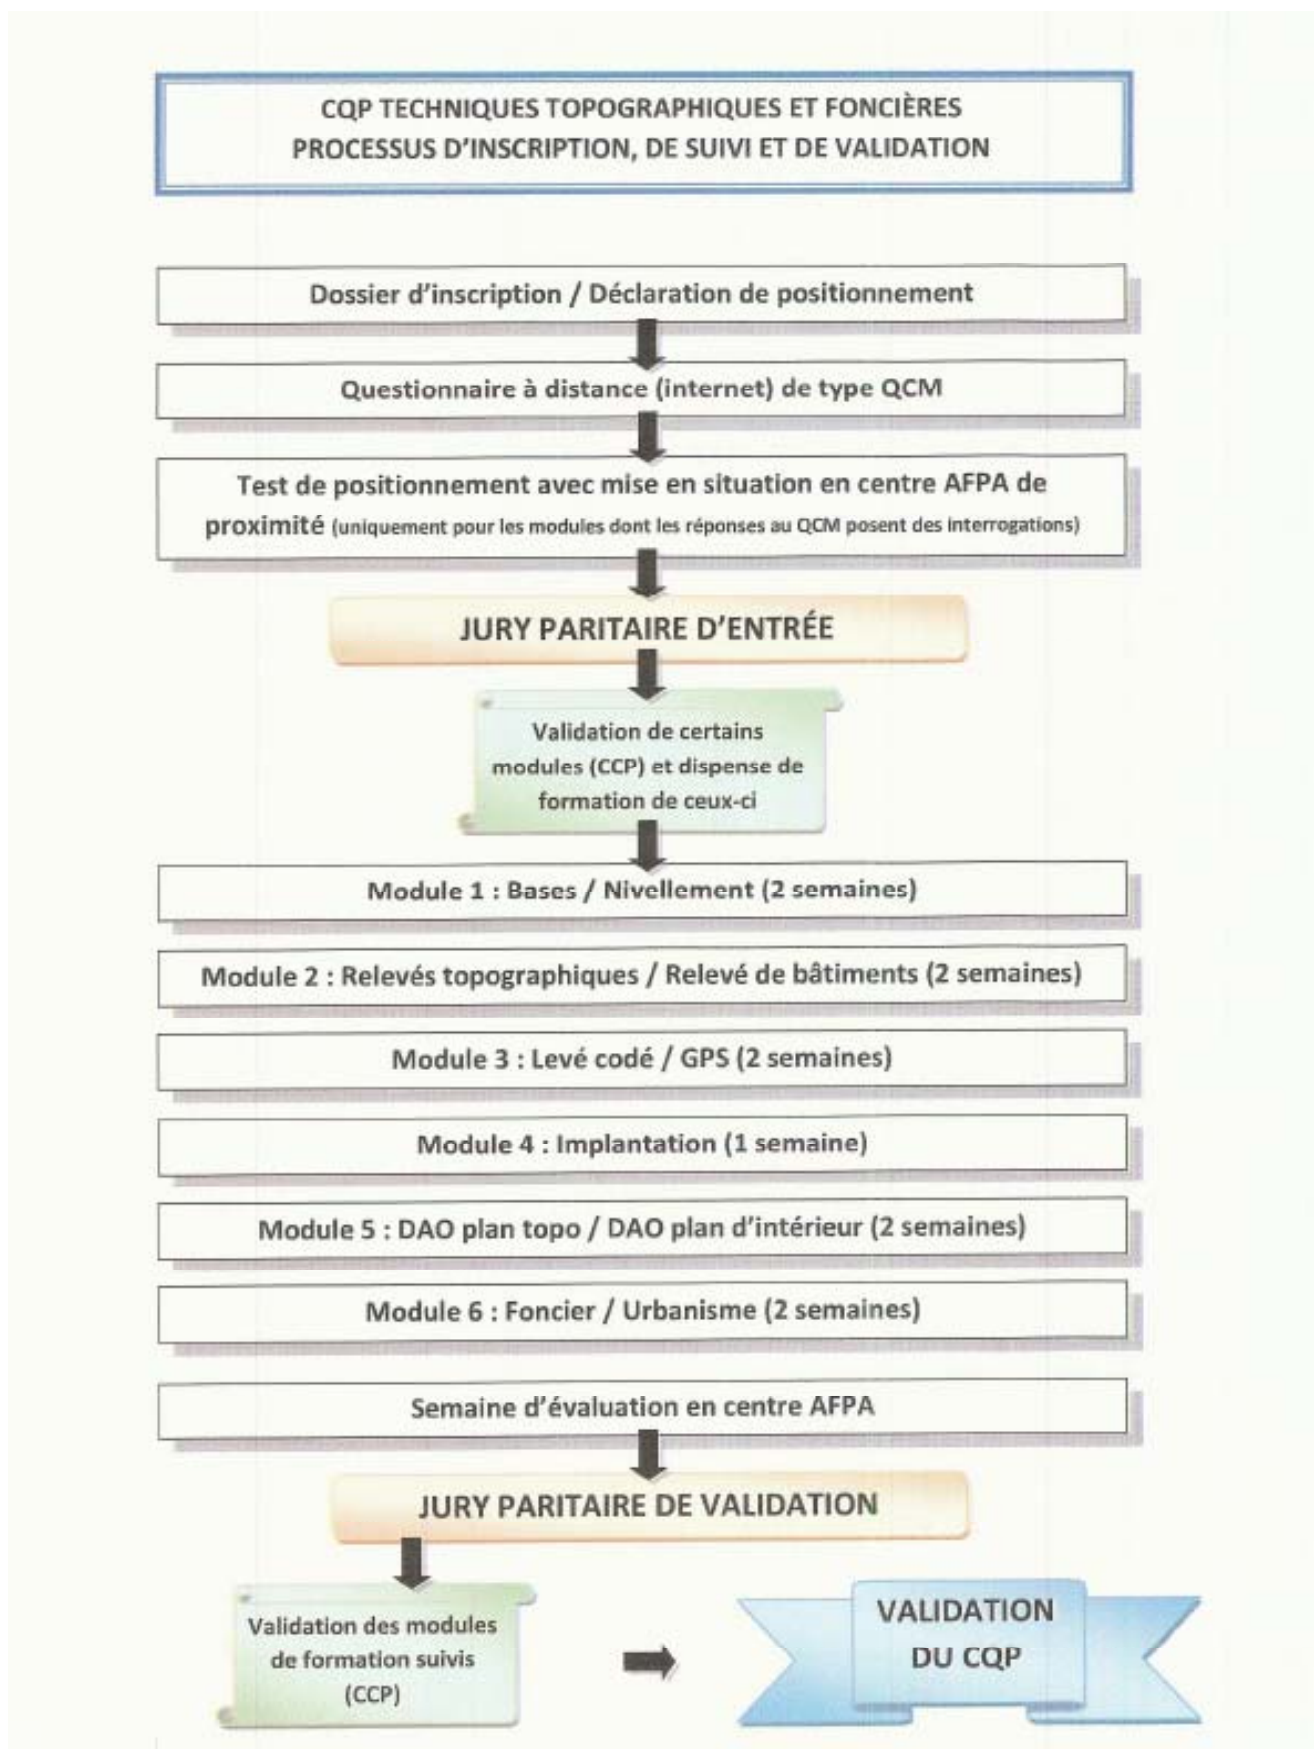 CQP TECHNIQUES TOPOGRAPHIQUES ET FONCIÈRES
PROCESSUS D'INSCRIPTION, DE SUIVI ET DE VALIDATION
Dossier d'inscription / Déclaration de positionnement
Questionnaire à distance (internet) de type QCM
Test de positionnement avec mise en situation en centre AFPA de
proximité (uniquement pour les modules dont les réponses au QCM posent des interrogations)
JURY PARITAIRE D'ENTRÉE
Validation de certains
modules (CCP) et dispense de
formation de ceux-ci
Module 1 : Bases / Nivellement (2 semaines)
Module 2 : Relevés topographiques / Relevé de bâtiments (2 semaines)
Module 3 : Levé codé / GPS (2 semaines)
Module 4 : Implantation (1 semaine)
Module 5 : DAO plan topo / DAO plan d'intérieur (2 semaines)
Module 6 : Foncier / Urbanisme (2 semaines)
Semaine d'évaluation en centre AFPA
JURY PARITAIRE DE VALIDATION
Validation des modules
de formation suivis
(CCP)
VALIDATION
DU CQP